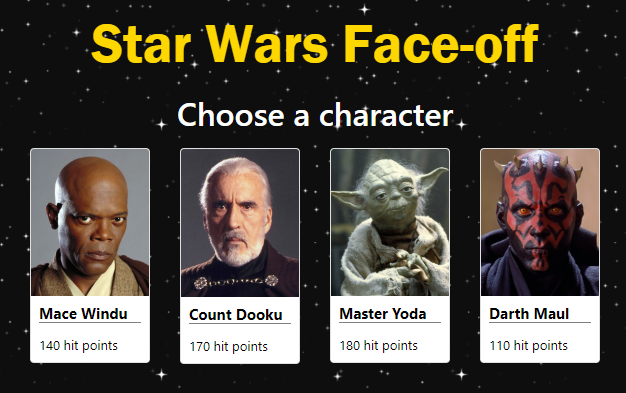 Star Wars Face-off
Choose a character
Mace Windu
140 hit points
Count Dooku
170 hit points
Master Yoda
180 hit points
Darth Maul
110 hit points